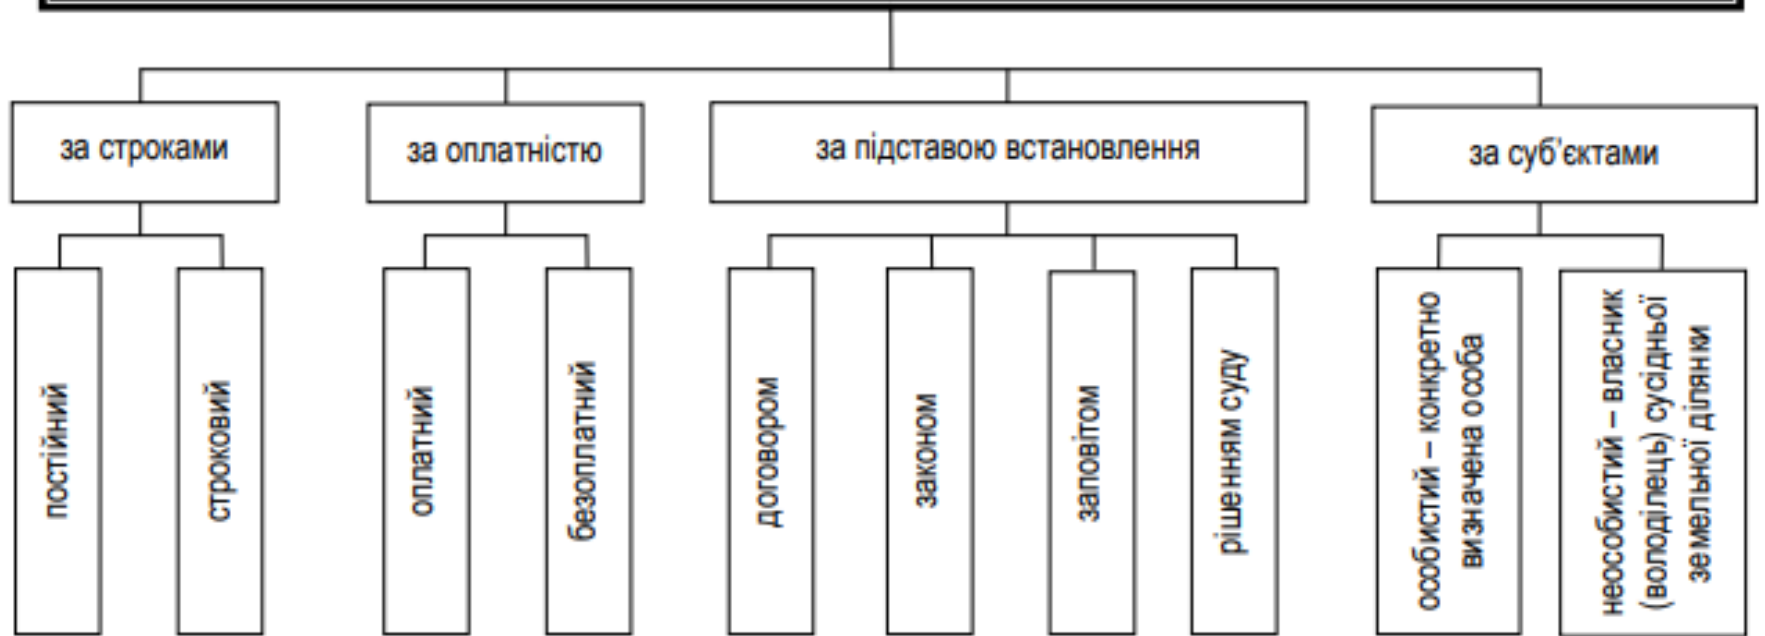 за строками
за оплатністю
за підставою встановлення
за суб’єктами
постійний
строковий
оплатний
безоплатний
договором
законом
заповітом
рішенням суду
особистий – конкретно
визначена особа
неособистий – власник
(володілець) сусідньої
земельної ділянки